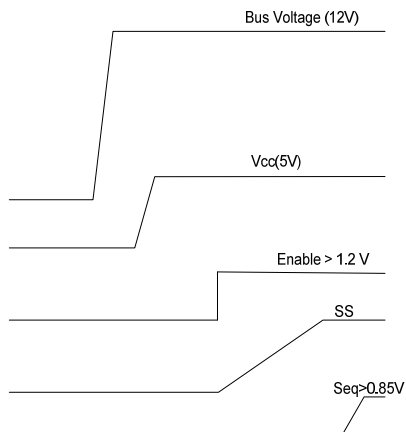 Bus Voltage (12V)
Vcc(5V)
Enable > 1.2 V
SS
Seq>0.85V